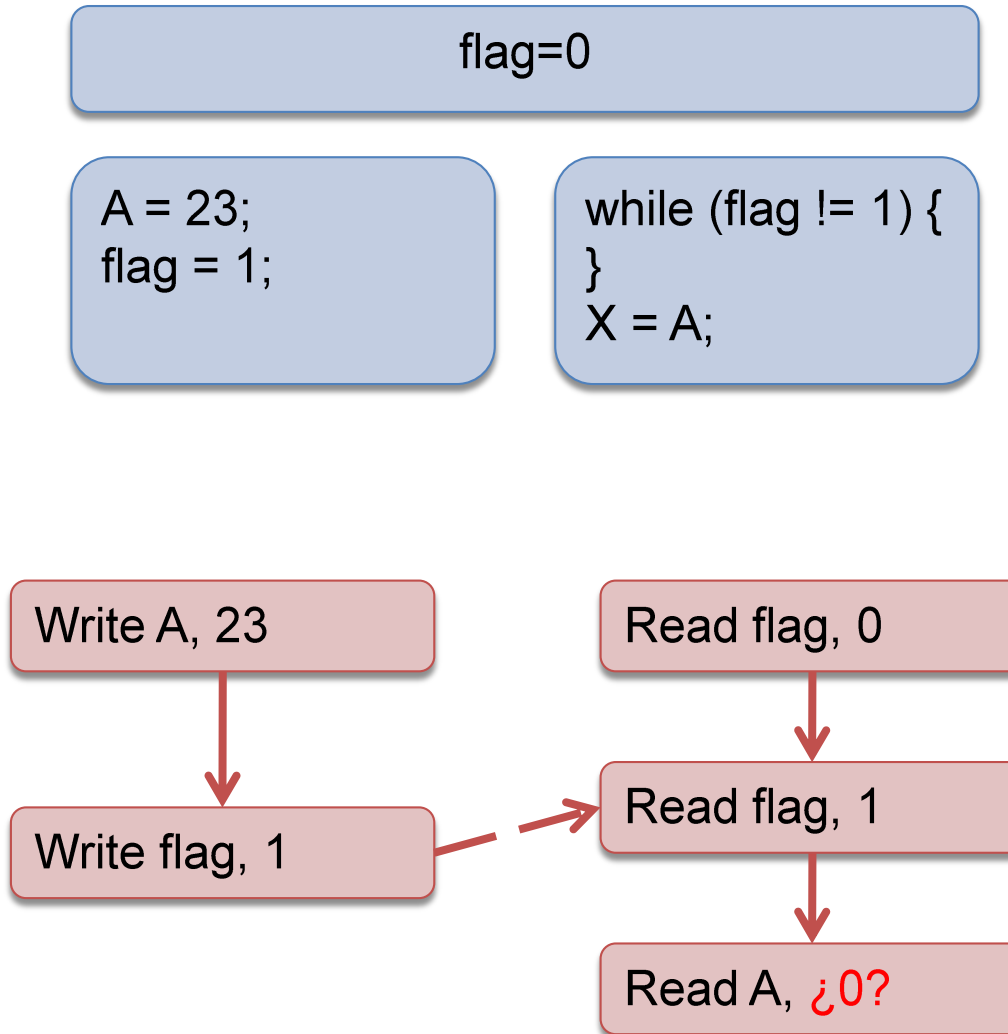 flag=0
A = 23;
flag = 1;
while (flag != 1) {
}
X = A;
Write A, 23
Write flag, 1
Read flag, 0
Read flag, 1
Read A, ¿0?